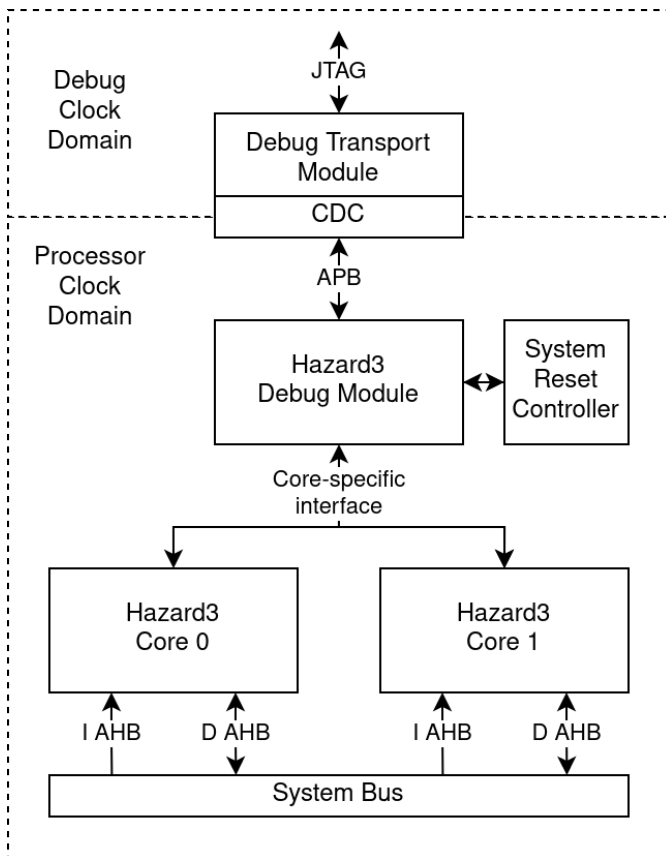 JTAG
Debug
Clock
Domain
Debug Transport
Module
CDC
Processor
Clock
Domain
APB
Hazard3
Debug Module
System
Reset
Controller
Core-specific
interface
Hazard3
Core 0
Hazard3
Core 1
I AHB
D AHB
I AHB
D AHB
System Bus